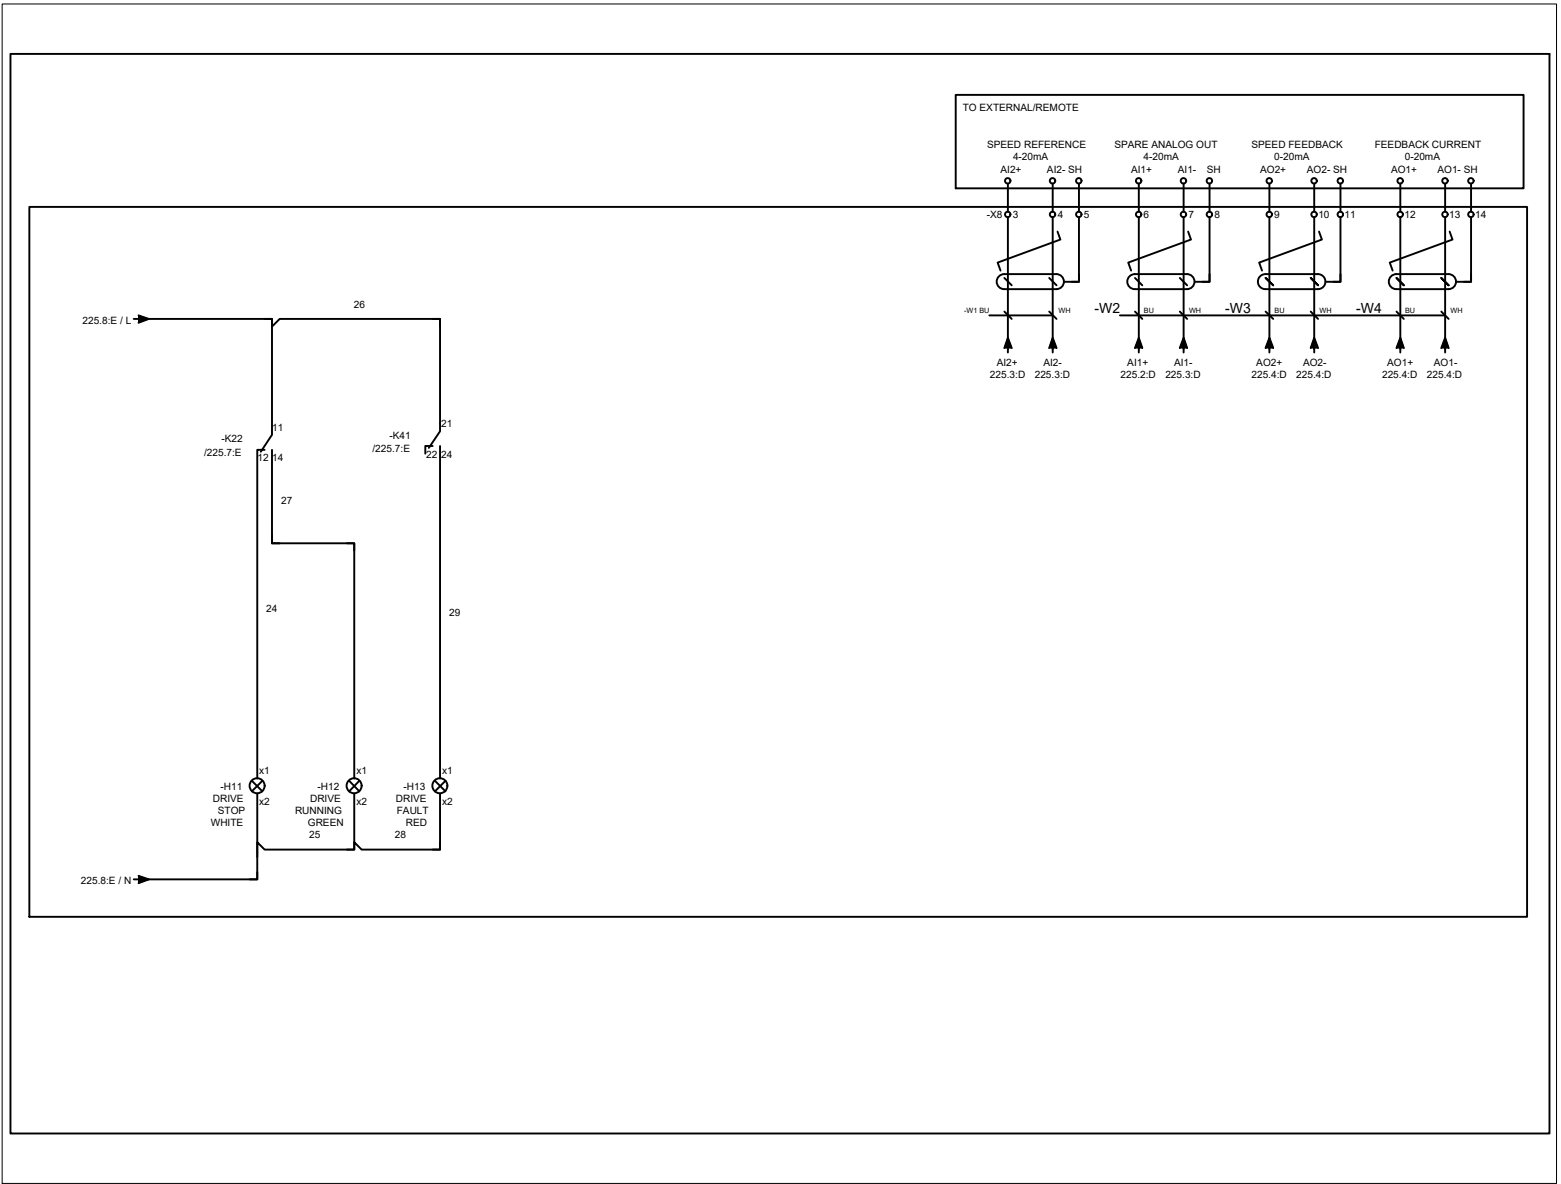 TO EXTERNAL/REMOTE
SPEED REFERENCE
4-20mA
AI2+ AI2- SH
SPARE ANALOG OUT
4-20mA
AI1+ AI1- SH
SPEED FEEDBACK
0-20mA
AO2+ AO2- SH
FEEDBACK CURRENT
0-20mA
AO1+ AO1- SH
-X8 3 4 5 6 7 8 9 10 11 12 13 14
-W1 BU WH
-W2 BU WH
-W3 BU WH
-W4 BU WH
AI2+ AI2- AI1+ AI1- AO2+ AO2- AO1+ AO1-
225.3:D 225.3:D 225.2:D 225.3:D 225.4:D 225.4:D 225.4:D 225.4:D
26
225.8:E / L
-K22
/225.7:E
11
12 14
-K41
/225.7:E
21
22 24
27
24
29
-H11
DRIVE
STOP
WHITE
x1
x2
-H12
DRIVE
RUNNING
GREEN
x1
x2
-H13
DRIVE
FAULT
RED
x1
x2
25
28
225.8:E / N